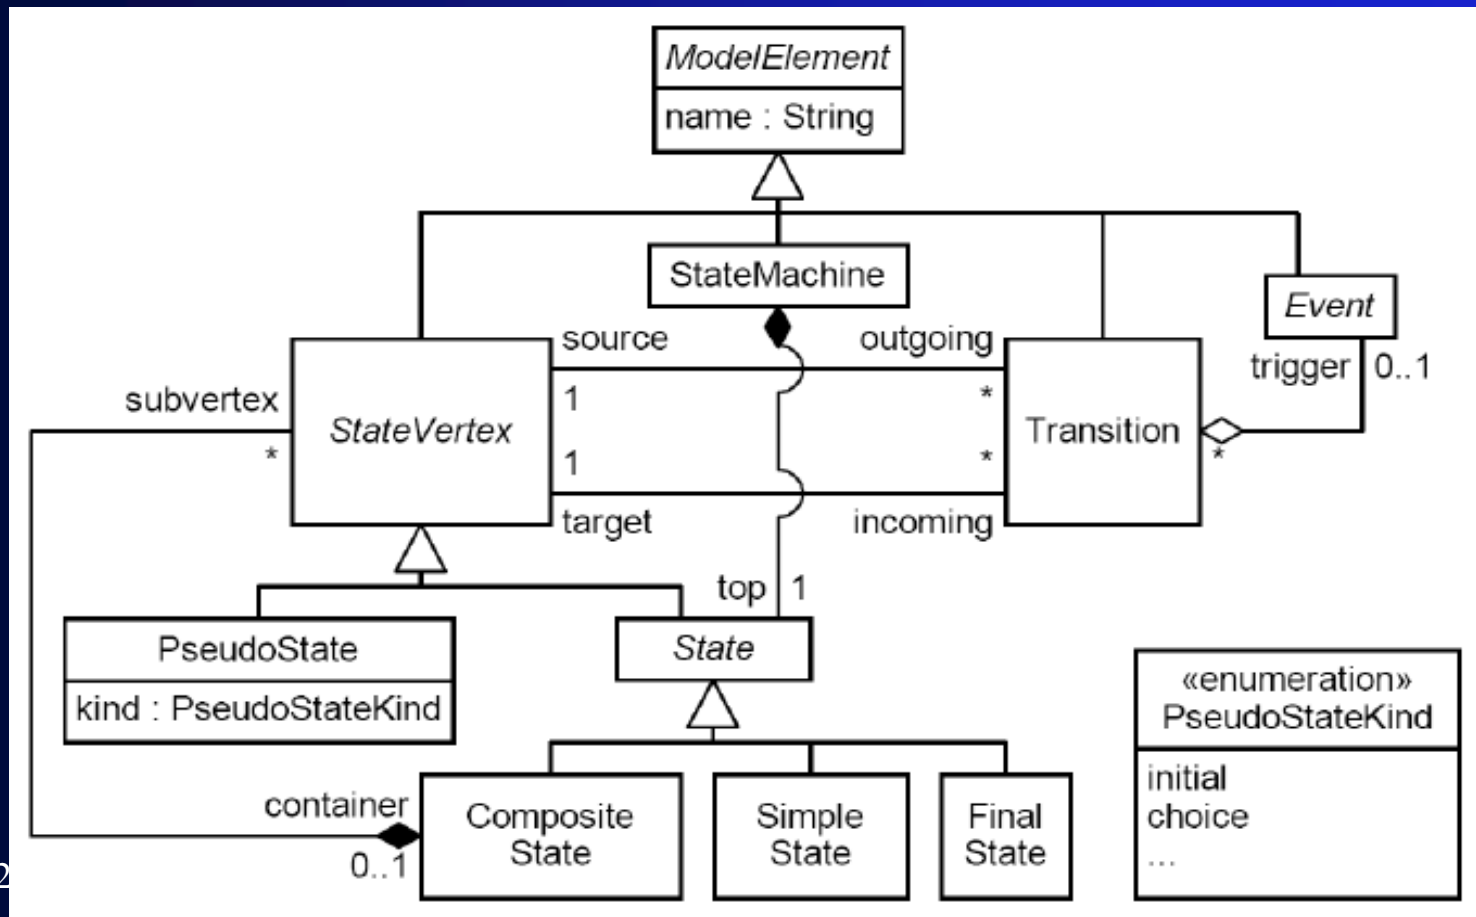 ModelElement
name : String
StateMachine
Event
source
outgoing
trigger
0..1
subvertex
1
*
StateVertex
Transition
*
1
*
*
target
incoming
top
1
PseudoState
State
kind : PseudoStateKind
«enumeration»
PseudoStateKind
initial
choice
...
container
Composite
State
Simple
State
Final
State
0..1
2